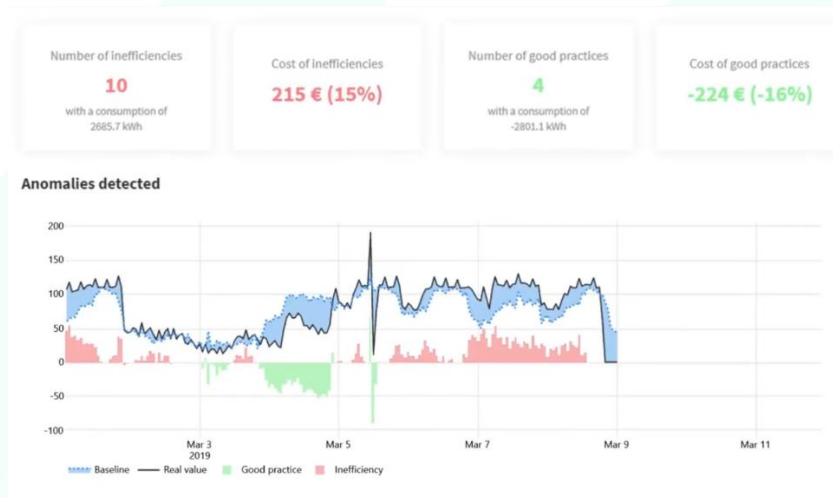 Number of inefficiencies
10
with a consumption of
2685.7 kWh
Cost of inefficiencies
215 € (15%)
Number of good practices
4
with a consumption of
-2801.1 kWh
Cost of good practices
-224 € (-16%)
Anomalies detected
200
150
100
50
0
-50
-100
Mar 3
2019
Mar 5
Mar 7
Mar 9
Mar 11
Baseline
Real value
Good practice
Inefficiency